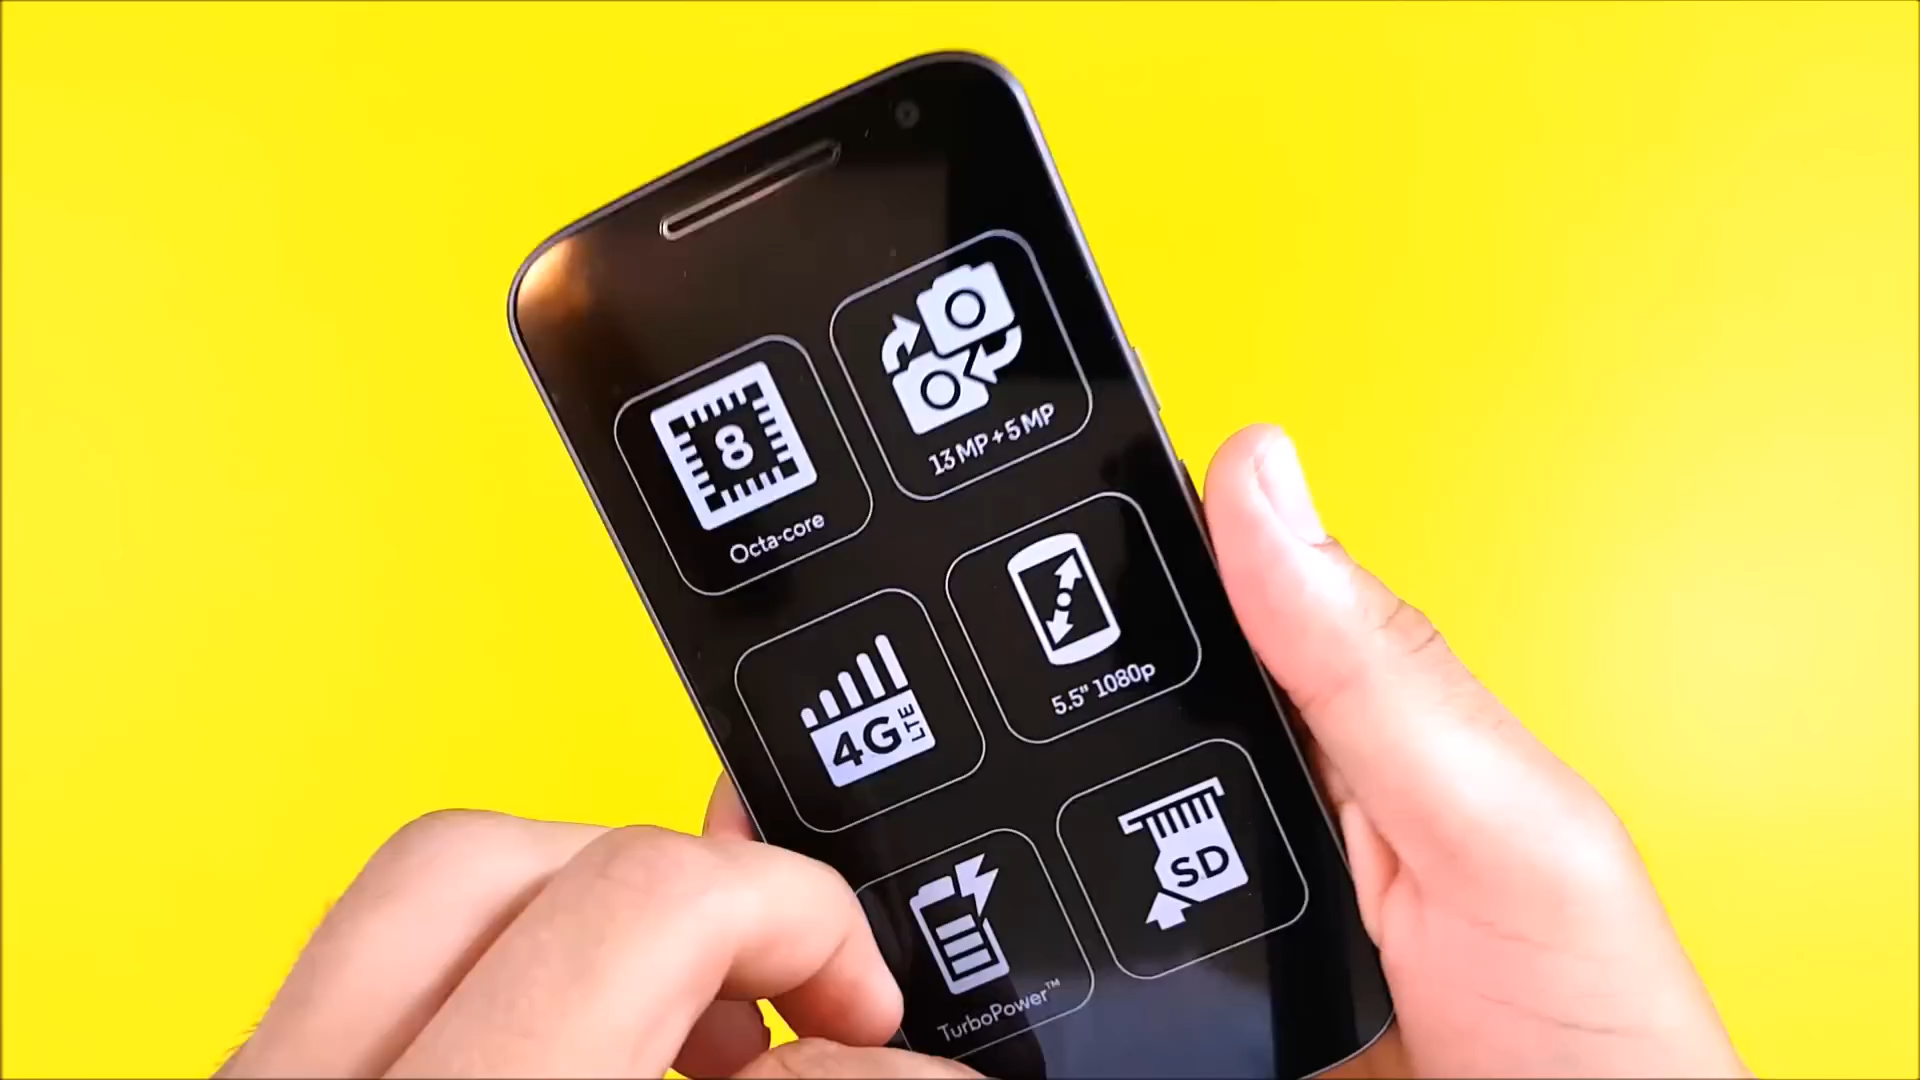 8
Octa-core
13 MP + 5 MP
4G LTE
5.5" 1080p
TurboPower™
SD